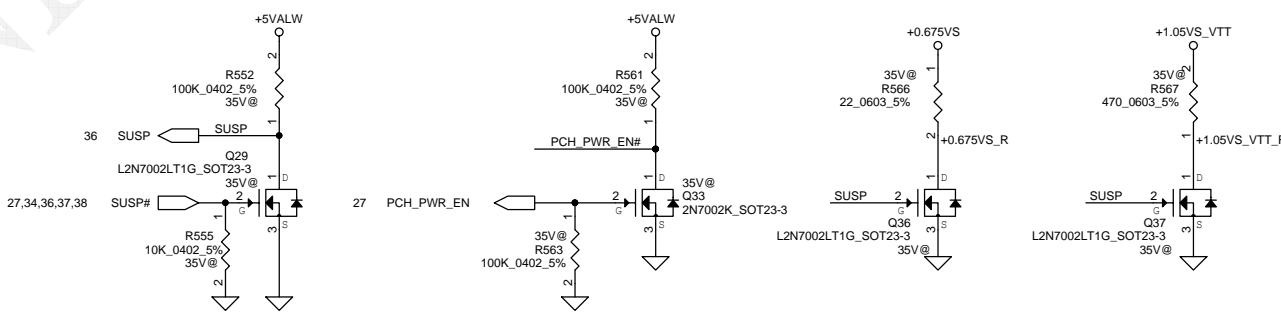 +5VALW
2
R552
100K_0402_5%
35V@
1
36 SUSP
SUSP
Q29
L2N7002LT1G_SOT23-3
35V@
1
D
27,34,36,37,38 SUSP#
2
G
3
S
1
R555
10K_0402_5%
35V@
2
+5VALW
2
R561
100K_0402_5%
35V@
1
PCH_PWR_EN#
1
D
35V@
Q33
2N7002K_SOT23-3
27 PCH_PWR_EN
2
G
3
S
1
35V@
R563
100K_0402_5%
2
+0.675VS
1
35V@
R566
22_0603_5%
2
+0.675VS_R
1
D
SUSP
2
G
3
S
Q36
L2N7002LT1G_SOT23-3
35V@
+1.05VS_VTT
2
35V@
R567
470_0603_5%
1
+1.05VS_VTT_
1
D
SUSP
2
G
3
S
Q37
L2N7002LT1G_SOT23-3
35V@